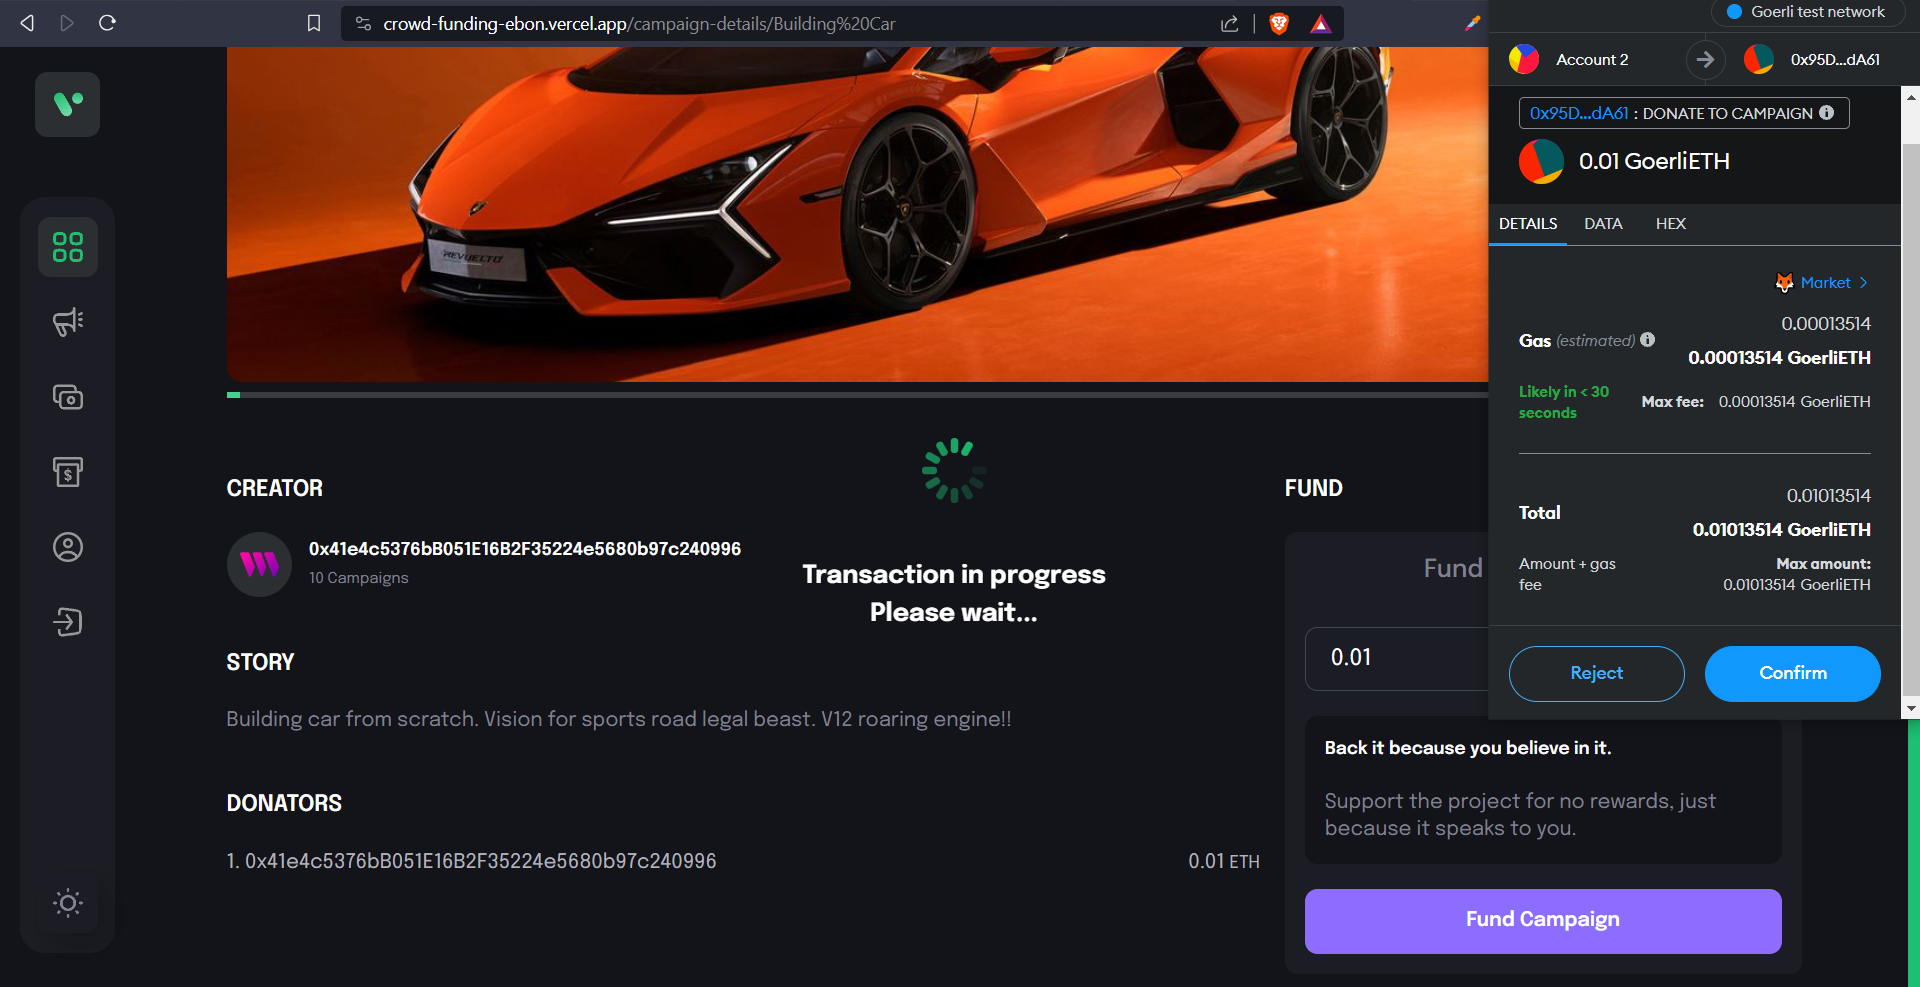 crowd-funding-ebon.vercel.app/campaign-details/Building%20Car
REVUELTO
CREATOR
0x41e4c5376bB051E16B2F35224e5680b97c240996
10 Campaigns
Transaction in progress
Please wait...
STORY
Building car from scratch. Vision for sports road legal beast. V12 roaring engine!!
DONATORS
1. 0x41e4c5376bB051E16B2F35224e5680b97c240996 0.01 ETH
FUND
Fund
0.01
Back it because you believe in it.
Support the project for no rewards, just
because it speaks to you.
Fund Campaign
Goerli test network
Account 2
0x95D...dA61
0x95D...dA61 : DONATE TO CAMPAIGN
0.01 GoerliETH
DETAILS DATA HEX
Market >
0.00013514
Gas (estimated)
0.00013514 GoerliETH
Likely in < 30
seconds
Max fee: 0.00013514 GoerliETH
0.01013514
Total
0.01013514 GoerliETH
Amount + gas
fee
Max amount:
0.01013514 GoerliETH
Reject
Confirm